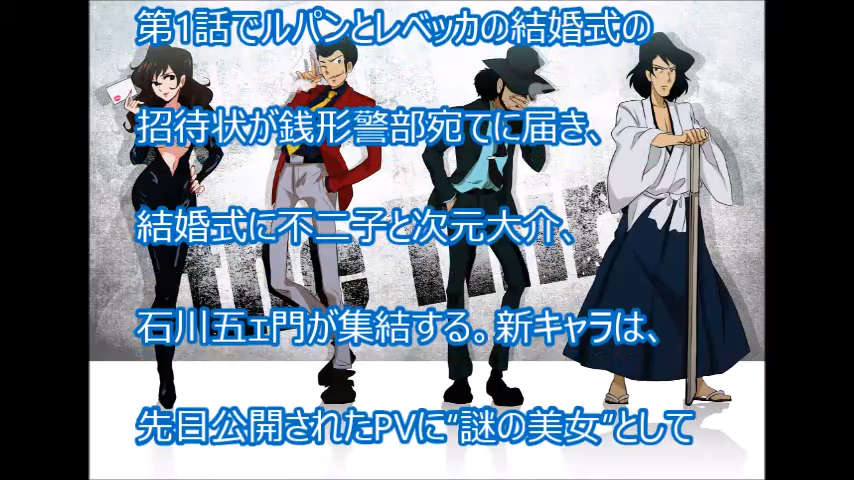 第1話でルパンとレベッカの結婚式の
招待状が銭形警部宛てに届き、
結婚式に不二子と次元大介、
石川五ェ門が集結する。新キャラは、
先日公開されたPVに“謎の美女”として